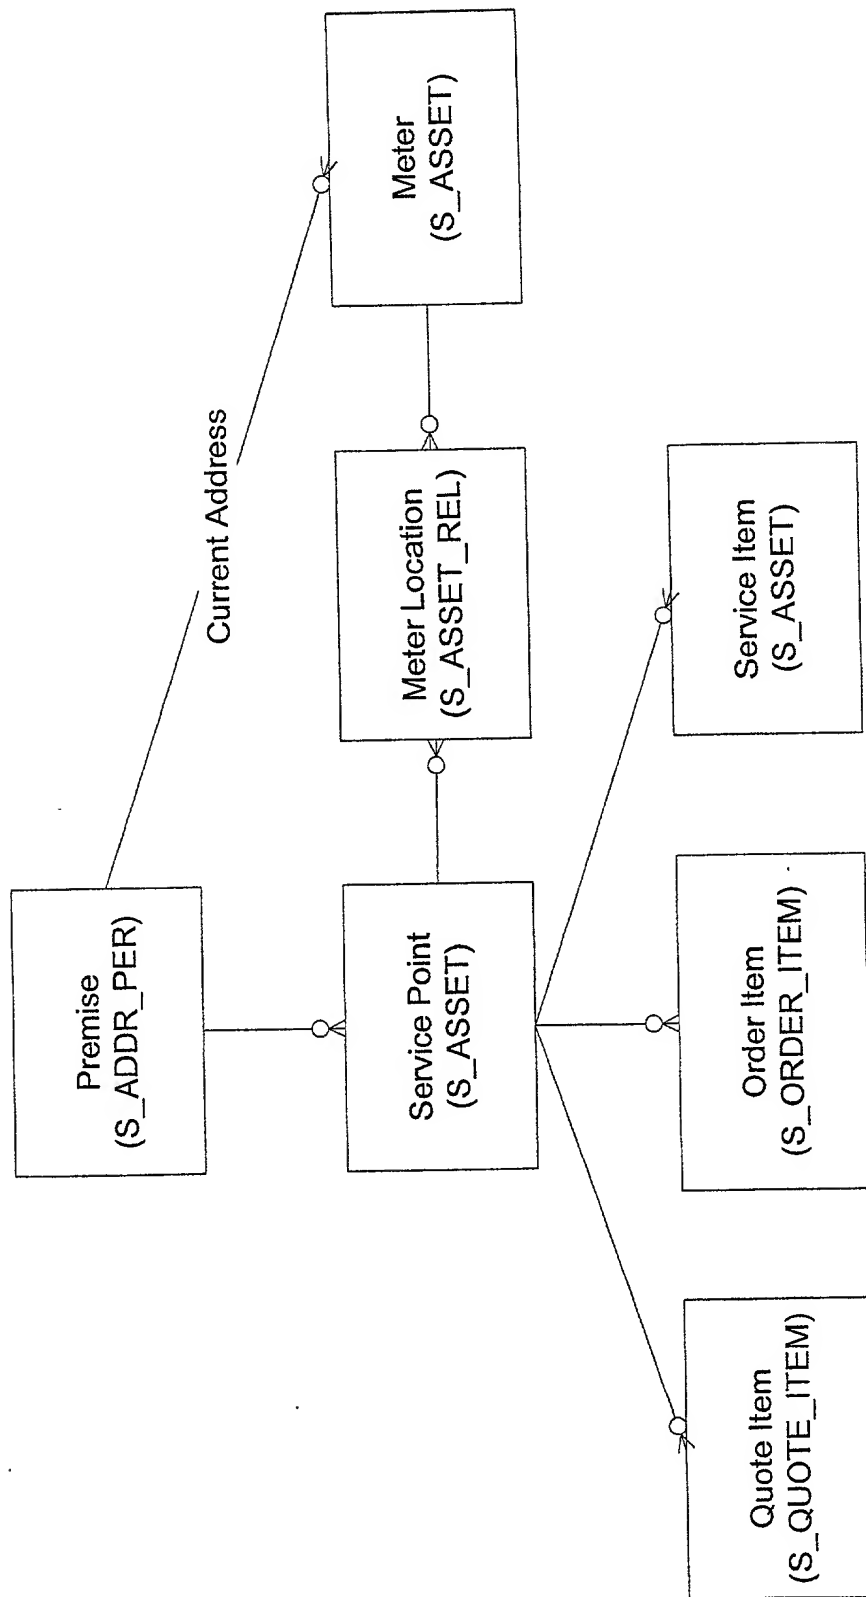 Premise
(S_ADDR_PER)
Current Address
Service Point
(S_ASSET)
Meter Location
(S_ASSET_REL)
Meter
(S_ASSET)
Quote Item
(S_QUOTE_ITEM)
Order Item
(S_ORDER_ITEM)
Service Item
(S_ASSET)